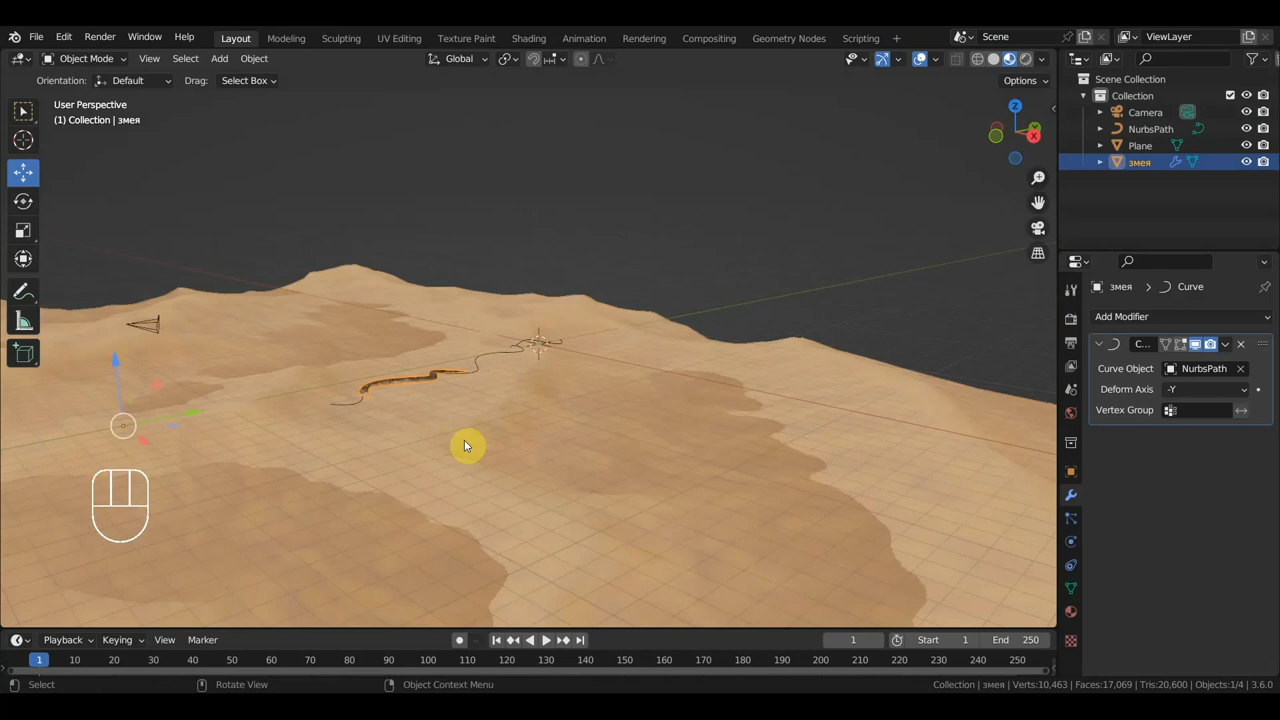 File Edit Render Window Help Layout Modeling Sculpting UV Editing Texture Paint Shading Animation Rendering Compositing Geometry Nodes Scripting + Scene ViewLayer
Object Mode View Select Add Object Global Options
Orientation: Default Drag: Select Box
User Perspective
(1) Collection | змея
Z
X
Scene Collection
Collection
Camera
NurbsPath
Plane
змея
змея > Curve
Add Modifier
C...
Curve Object NurbsPath
Deform Axis -Y
Vertex Group
Playback Keying View Marker 1 Start 1 End 250
1 10 20 30 40 50 60 70 80 90 100 110 120 130 140 150 160 170 180 190 200 210 220 230 240 250
Select Rotate View Object Context Menu Collection | змея | Verts:10,463 | Faces:17,069 | Tris:20,600 | Objects:1/4 | 3.6.0